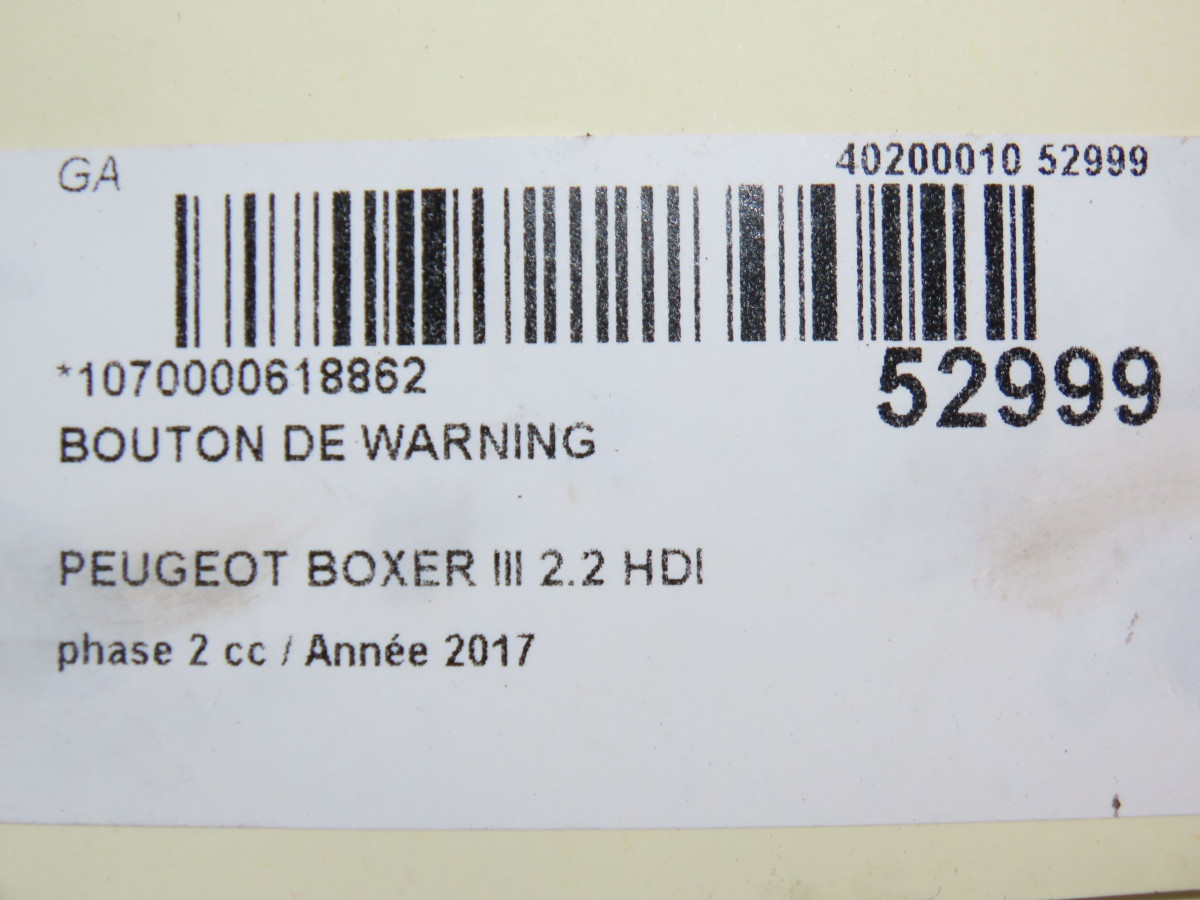 GA
40200010 52999
*1070000618862
52999
BOUTON DE WARNING
PEUGEOT BOXER III 2.2 HDI
phase 2 cc / Année 2017